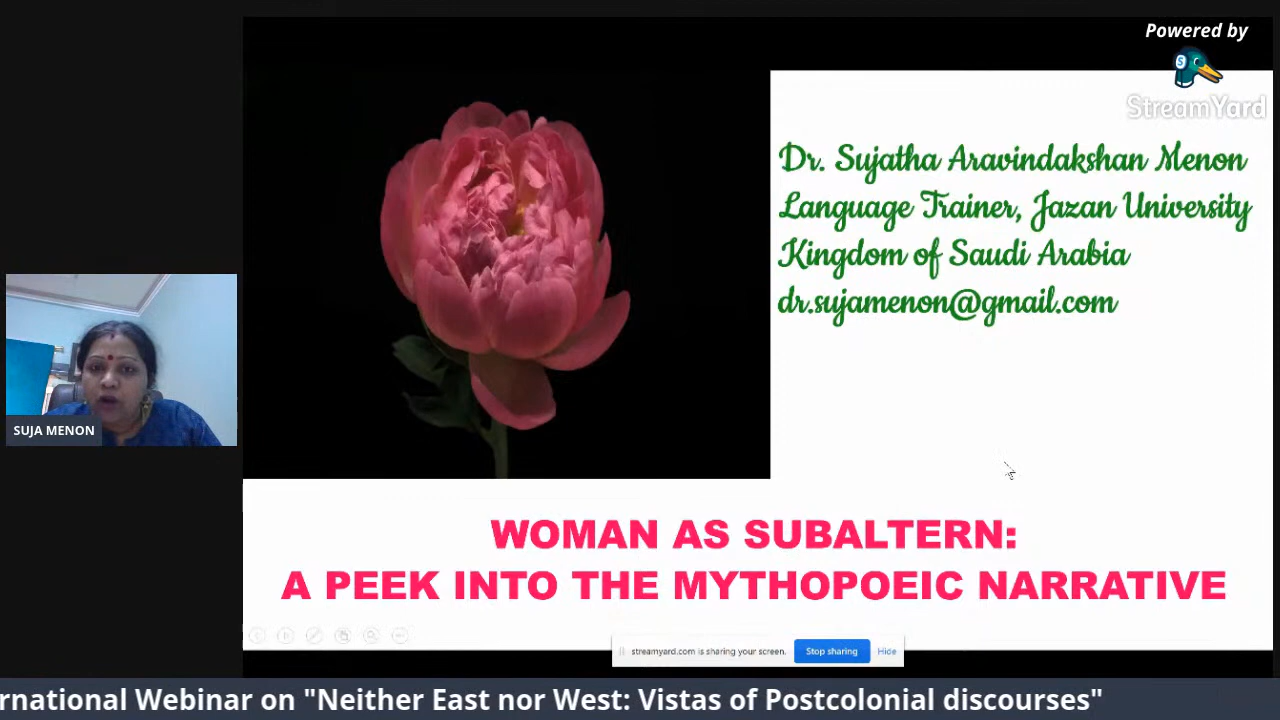 Powered by
StreamYard
Dr. Sujatha Aravindakshan Menon
Language Trainer, Jazan University
Kingdom of Saudi Arabia
dr.sujamenon@gmail.com
SUJA MENON
WOMAN AS SUBALTERN:
A PEEK INTO THE MYTHOPOEIC NARRATIVE
streamyard.com is sharing your screen. Stop sharing Hide
Webinar on "Neither East nor West: Vistas of Postcolonial discourses"